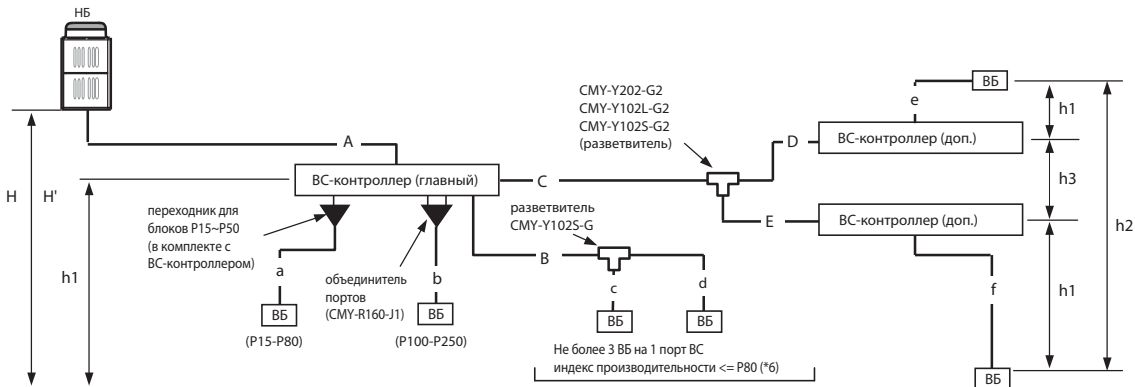 НБ
H
H'
h1
A
ВС-контроллер (главный)
переходник для
блоков P15~P50
(в комплекте с
ВС-контроллером)
a
ВБ
(P15-P80)
объединитель
портов
(CMY-R160-J1)
b
ВБ
(P100-P250)
C
разветвитель
CMY-Y102S-G
B
c
d
ВБ
ВБ
Не более 3 ВБ на 1 порт ВС
индекс производительности <= P80 (*6)
CMY-Y202-G2
CMY-Y102L-G2
CMY-Y102S-G2
(разветвитель)
D
E
e
ВБ
ВС-контроллер (доп.)
ВС-контроллер (доп.)
f
ВБ
h1
h3
h1
h2